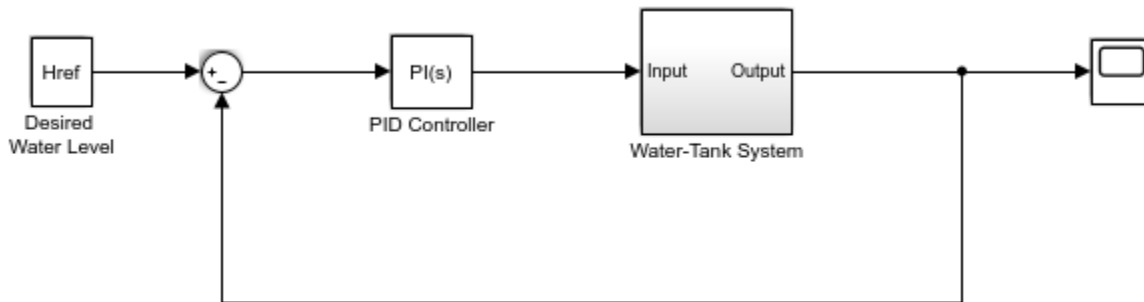 Href
+
-
PI(s)
Input
Output
Desired
Water Level
PID Controller
Water-Tank System